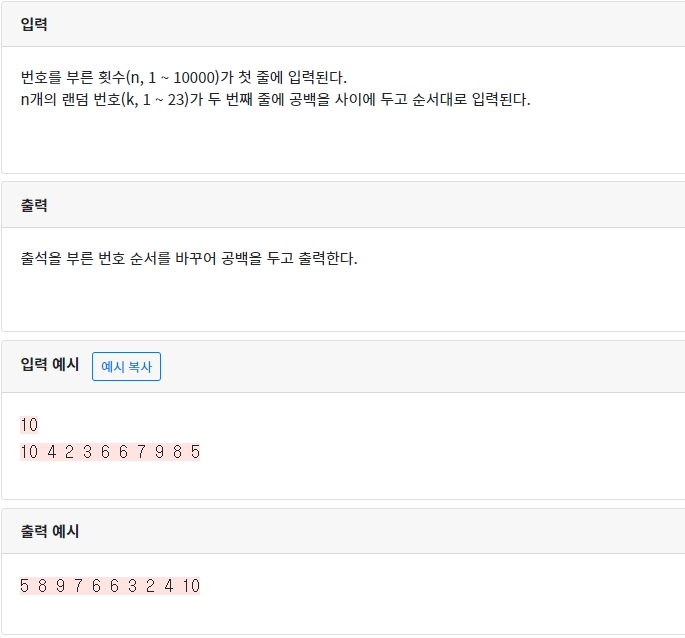 입력
번호를 부른 횟수(n, 1 ~ 10000)가 첫 줄에 입력된다.
n개의 랜덤 번호(k, 1 ~ 23)가 두 번째 줄에 공백을 사이에 두고 순서대로 입력된다.
출력
출석을 부른 번호 순서를 바꾸어 공백을 두고 출력한다.
입력 예시 예시 복사
10
10 4 2 3 6 6 7 9 8 5
출력 예시
5 8 9 7 6 6 3 2 4 10